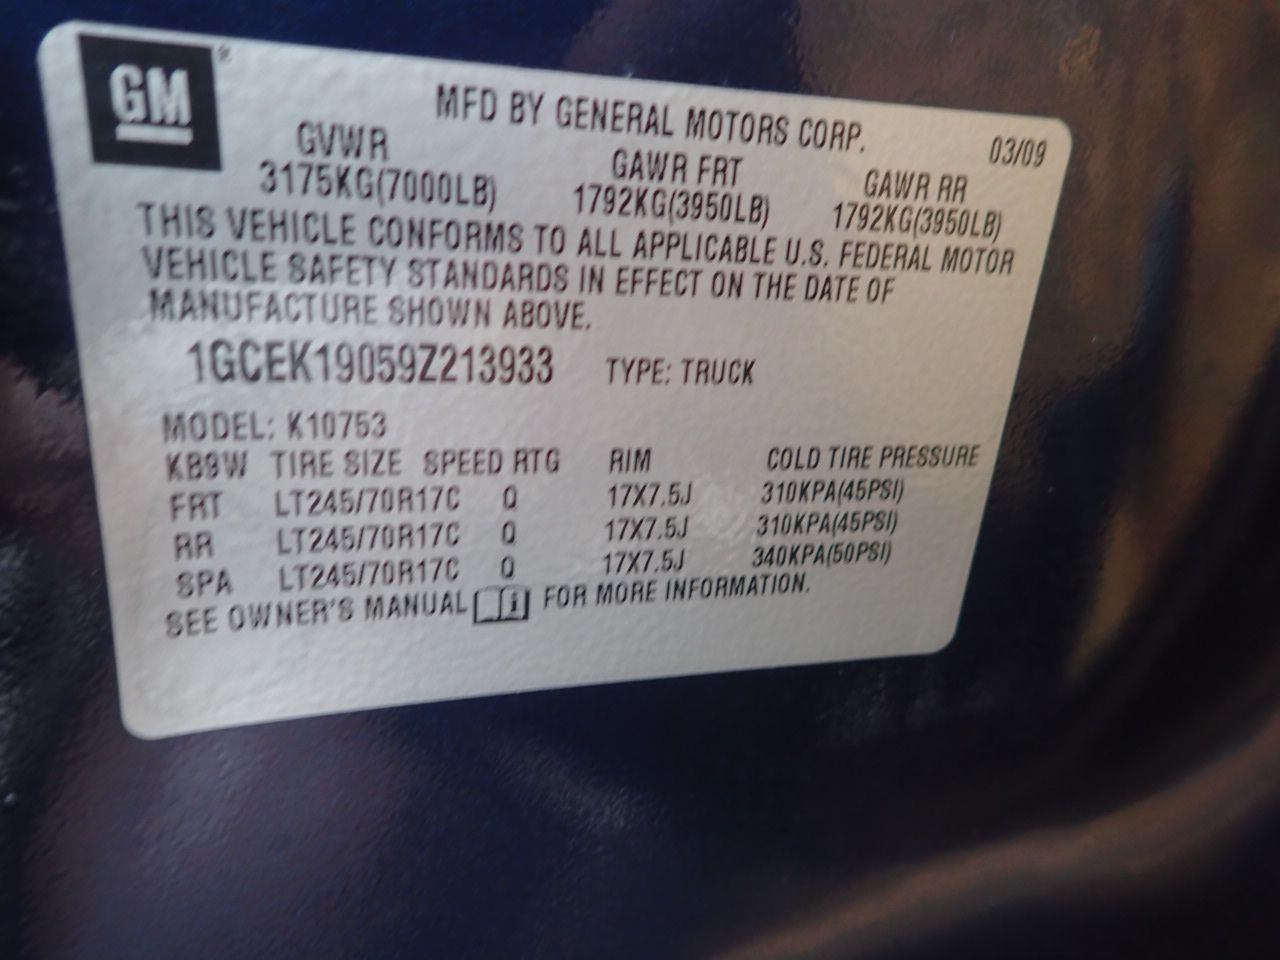 GM®
MFD BY GENERAL MOTORS CORP.
03/09
GVWR GAWR FRT GAWR RR
3175KG(7000LB) 1792KG(3950LB) 1792KG(3950LB)
THIS VEHICLE CONFORMS TO ALL APPLICABLE U.S. FEDERAL MOTOR
VEHICLE SAFETY STANDARDS IN EFFECT ON THE DATE OF
MANUFACTURE SHOWN ABOVE.
1GCEK19059Z213933 TYPE: TRUCK
MODEL: K10753
KB9W TIRE SIZE SPEED RTG RIM COLD TIRE PRESSURE
FRT LT245/70R17C Q 17X7.5J 310KPA(45PSI)
RR LT245/70R17C Q 17X7.5J 310KPA(45PSI)
SPA LT245/70R17C Q 17X7.5J 340KPA(50PSI)
SEE OWNER'S MANUAL i FOR MORE INFORMATION.